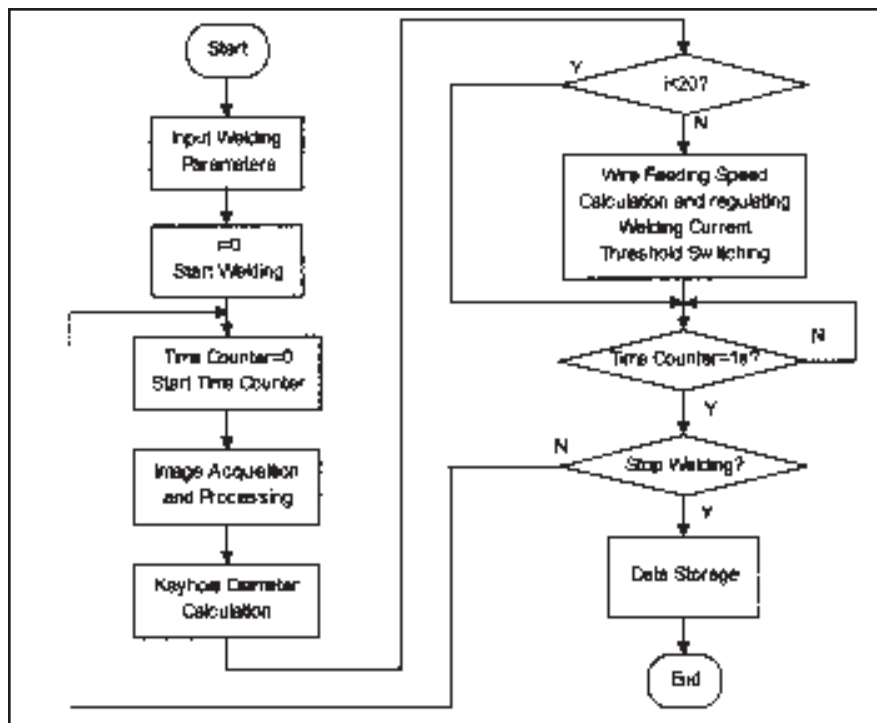 Start
Input Welding
Parameters
i=0
Start Welding
Time Counter=0
Start Time Counter
Image Acquisition
and Processing
Keyhole Diameter
Calculation
Y
i<20?
N
Wire Feeding Speed
Calculation and regulating
Welding Current
Threshold Switching
Time Counter=1s?
N
Y
N
Stop Welding?
Y
Data Storage
End